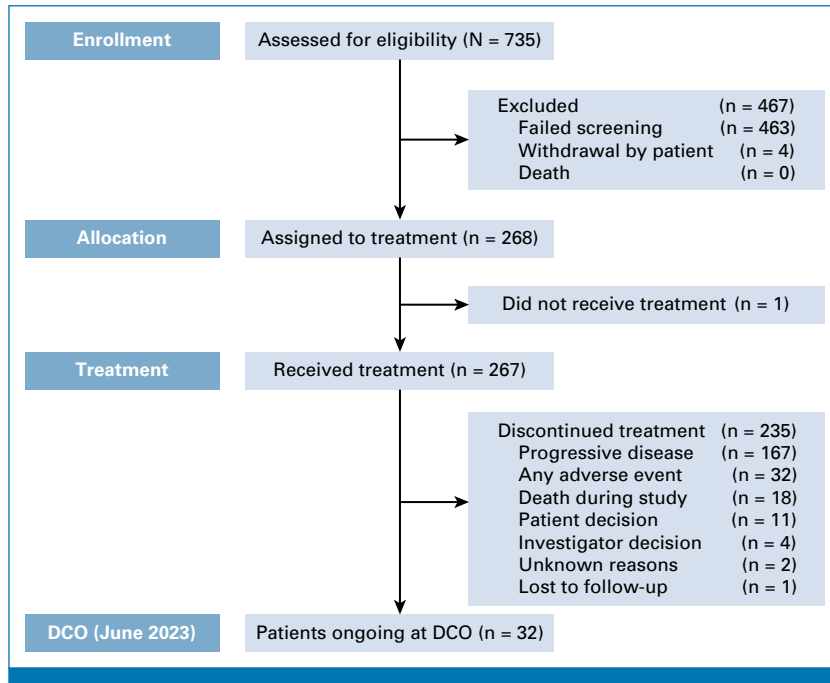 Enrollment
Assessed for eligibility (N = 735)
Excluded (n = 467)
Failed screening (n = 463)
Withdrawal by patient (n = 4)
Death (n = 0)
Allocation
Assigned to treatment (n = 268)
Did not receive treatment (n = 1)
Treatment
Received treatment (n = 267)
Discontinued treatment (n = 235)
Progressive disease (n = 167)
Any adverse event (n = 32)
Death during study (n = 18)
Patient decision (n = 11)
Investigator decision (n = 4)
Unknown reasons (n = 2)
Lost to follow-up (n = 1)
DCO (June 2023)
Patients ongoing at DCO (n = 32)